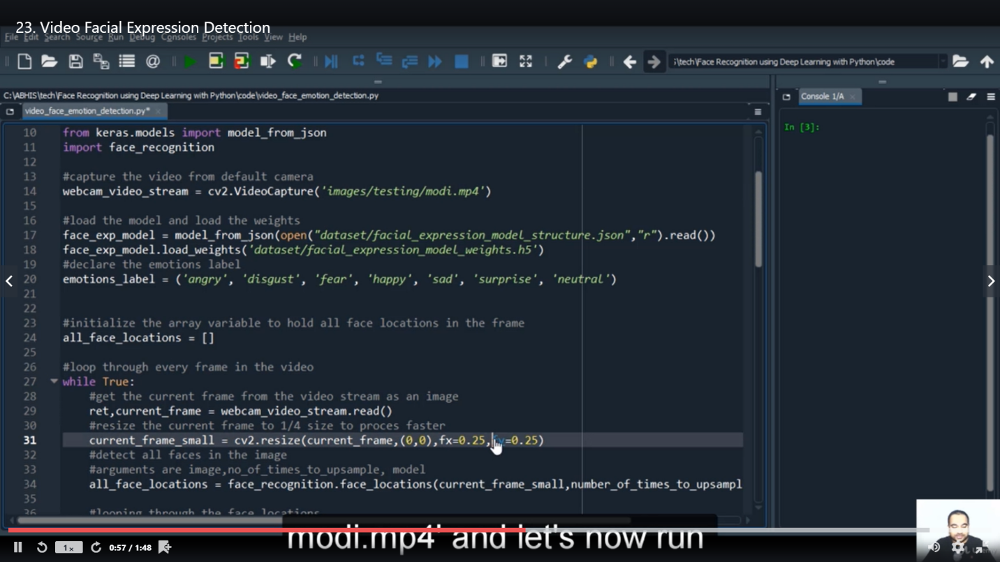 23. Video Facial Expression Detection
File Edit Search Source Run Debug Consoles Projects Tools View Help
:\tech\Face Recognition using Deep Learning with Python\code
C:\ABHIS\tech\Face Recognition using Deep Learning with Python\code\video_face_emotion_detection.py
video_face_emotion_detection.py*
Console 1/A
In [3]:
10 from keras.models import model_from_json
11 import face_recognition
12
13 #capture the video from default camera
14 webcam_video_stream = cv2.VideoCapture('images/testing/modi.mp4')
15
16 #load the model and load the weights
17 face_exp_model = model_from_json(open("dataset/facial_expression_model_structure.json","r").read())
18 face_exp_model.load_weights('dataset/facial_expression_model_weights.h5')
19 #declare the emotions label
20 emotions_label = ('angry', 'disgust', 'fear', 'happy', 'sad', 'surprise', 'neutral')
21
22
23 #initialize the array variable to hold all face locations in the frame
24 all_face_locations = []
25
26 #loop through every frame in the video
27 while True:
28 #get the current frame from the video stream as an image
29 ret,current_frame = webcam_video_stream.read()
30 #resize the current frame to 1/4 size to proces faster
31 current_frame_small = cv2.resize(current_frame,(0,0),fx=0.25,fy=0.25)
32 #detect all faces in the image
33 #arguments are image,no_of_times_to_upsample, model
34 all_face_locations = face_recognition.face_locations(current_frame_small,number_of_times_to_upsampl
35
36 #looping through the face locations
modi.mp4' and let's now run
1x 0:57 / 1:48